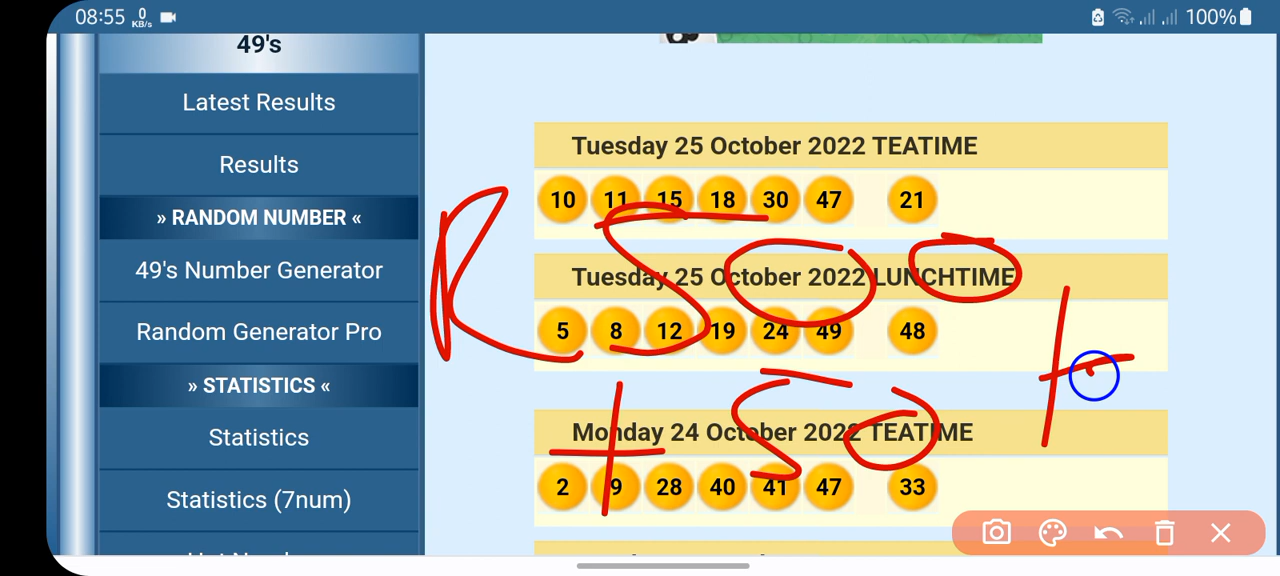 08:55 0 KB/s 100%
49's
Latest Results
Results
» RANDOM NUMBER «
49's Number Generator
Random Generator Pro
» STATISTICS «
Statistics
Statistics (7num)
Tuesday 25 October 2022 TEATIME
10 11 15 18 30 47 21
Tuesday 25 October 2022 LUNCHTIME
5 8 12 19 24 49 48
Monday 24 October 2022 TEATIME
2 9 28 40 41 47 33